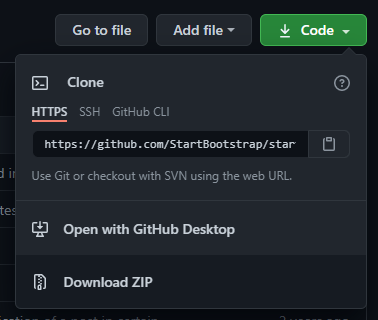 Go to file Add file Code
Clone
HTTPS SSH GitHub CLI
https://github.com/StartBootstrap/star
Use Git or checkout with SVN using the web URL.
Open with GitHub Desktop
Download ZIP